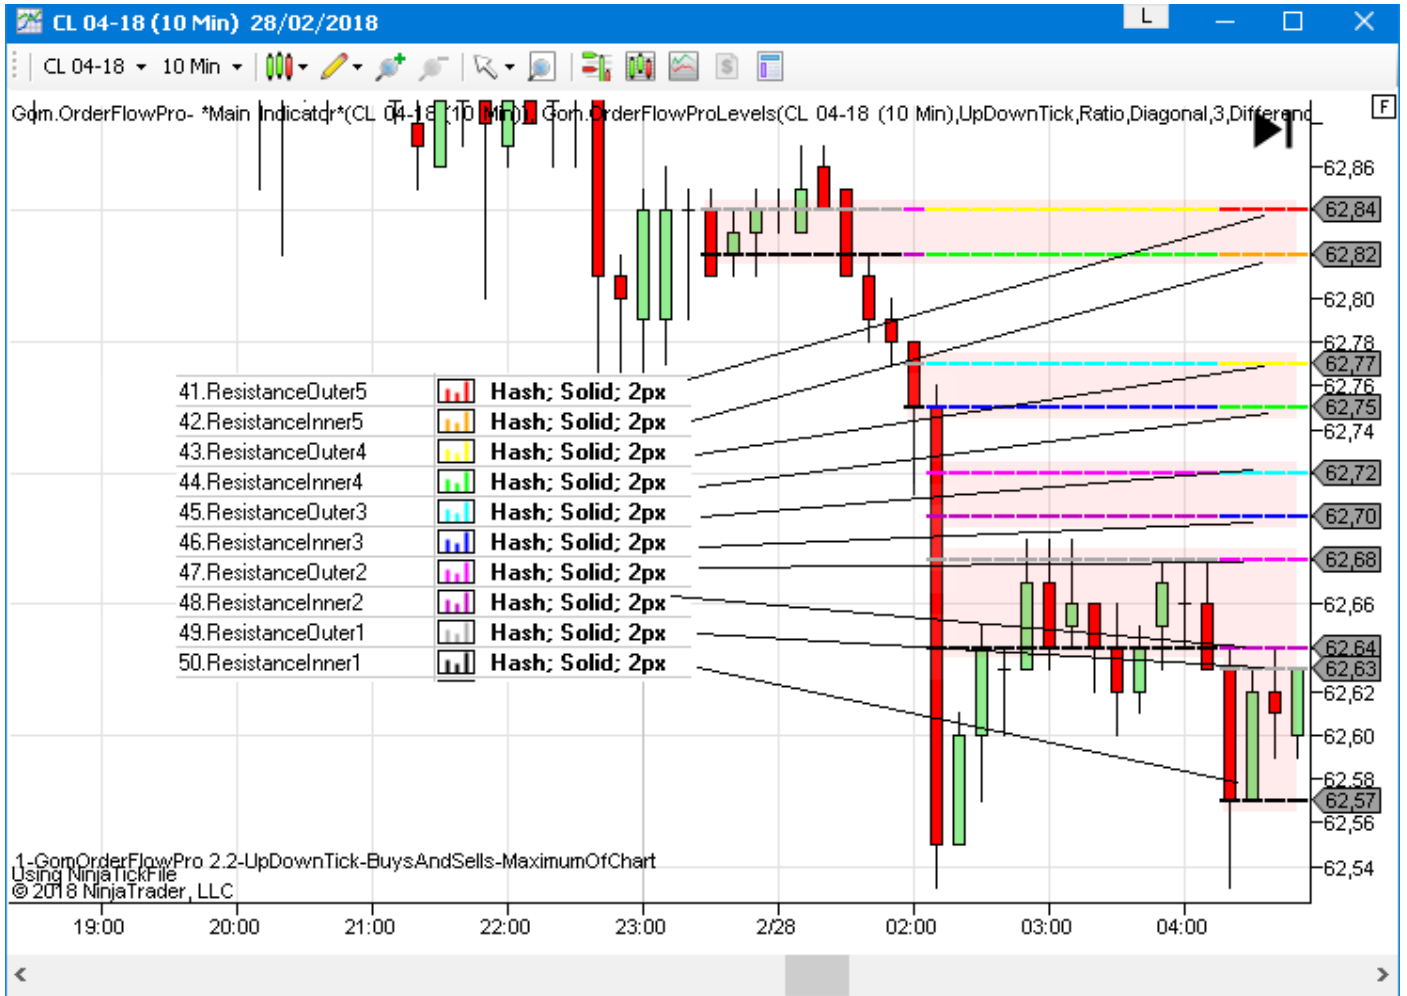 CL 04-18 (10 Min) 28/02/2018
L
CL 04-18 10 Min
Gom.OrderFlowPro- *Main Indicator*(CL 04-18 (10 Min)), Gom.OrderFlowProLevels(CL 04-18 (10 Min),UpDownTick,Ratio,Diagonal,3,Differenc
F
62,86
62,84
62,82
62,80
62,78
62,77
62,76
62,75
62,74
62,72
62,70
62,68
62,66
62,64
62,63
62,62
62,60
62,58
62,57
62,56
62,54
41.ResistanceOuter5 Hash; Solid; 2px
42.ResistanceInner5 Hash; Solid; 2px
43.ResistanceOuter4 Hash; Solid; 2px
44.ResistanceInner4 Hash; Solid; 2px
45.ResistanceOuter3 Hash; Solid; 2px
46.ResistanceInner3 Hash; Solid; 2px
47.ResistanceOuter2 Hash; Solid; 2px
48.ResistanceInner2 Hash; Solid; 2px
49.ResistanceOuter1 Hash; Solid; 2px
50.ResistanceInner1 Hash; Solid; 2px
1-GomOrderFlowPro 2.2-UpDownTick-BuysAndSells-MaximumOfChart
Using NinjaTickFile
© 2018 NinjaTrader, LLC
19:00 20:00 21:00 22:00 23:00 2/28 02:00 03:00 04:00